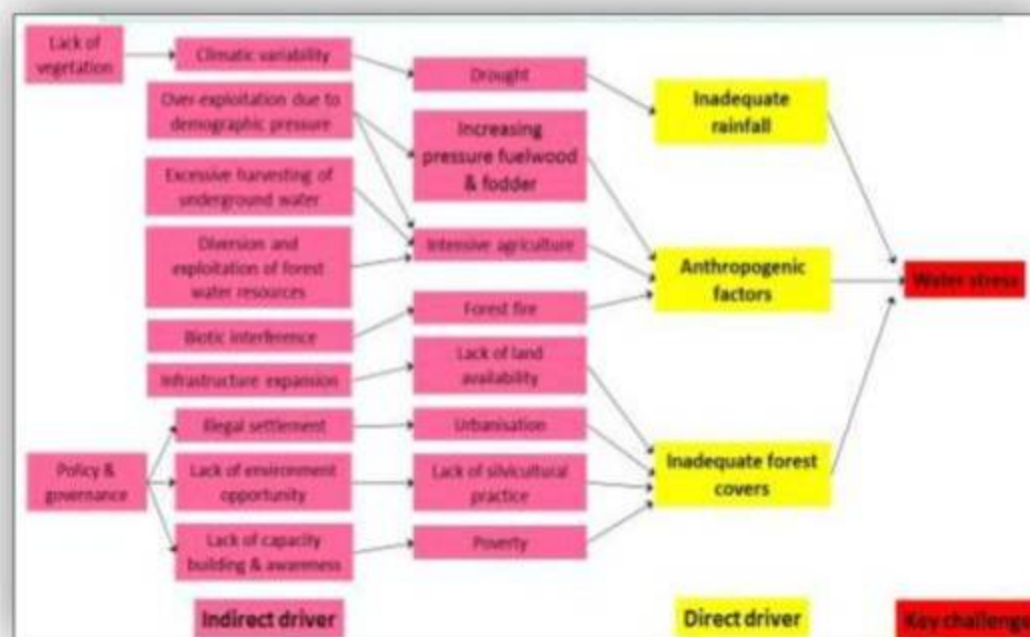 Lack of
vegetation
Climatic variability
Drought
Inadequate
rainfall
Over exploitation due to
demographic pressure
Increasing
pressure fuelwood
& fodder
Excessive harvesting of
underground water
Intensive agriculture
Diversion and
exploitation of forest
water resources
Anthropogenic
factors
Water stress
Biotic interference
Forest fire
Infrastructure expansion
Lack of land
availability
Illegal settlement
Urbanisation
Policy &
governance
Lack of environment
opportunity
Lack of silvicultural
practice
Inadequate forest
covers
Lack of capacity
building & awareness
Poverty
Indirect driver
Direct driver
Key challenge